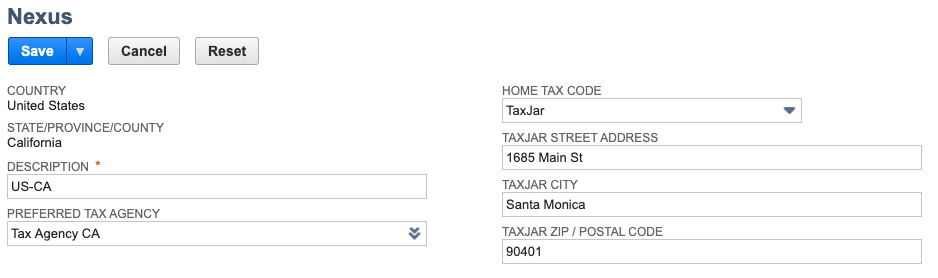 Nexus
Save
Cancel
Reset
COUNTRY
United States
STATE/PROVINCE/COUNTY
California
DESCRIPTION *
US-CA
PREFERRED TAX AGENCY
Tax Agency CA
HOME TAX CODE
TaxJar
TAXJAR STREET ADDRESS
1685 Main St
TAXJAR CITY
Santa Monica
TAXJAR ZIP / POSTAL CODE
90401